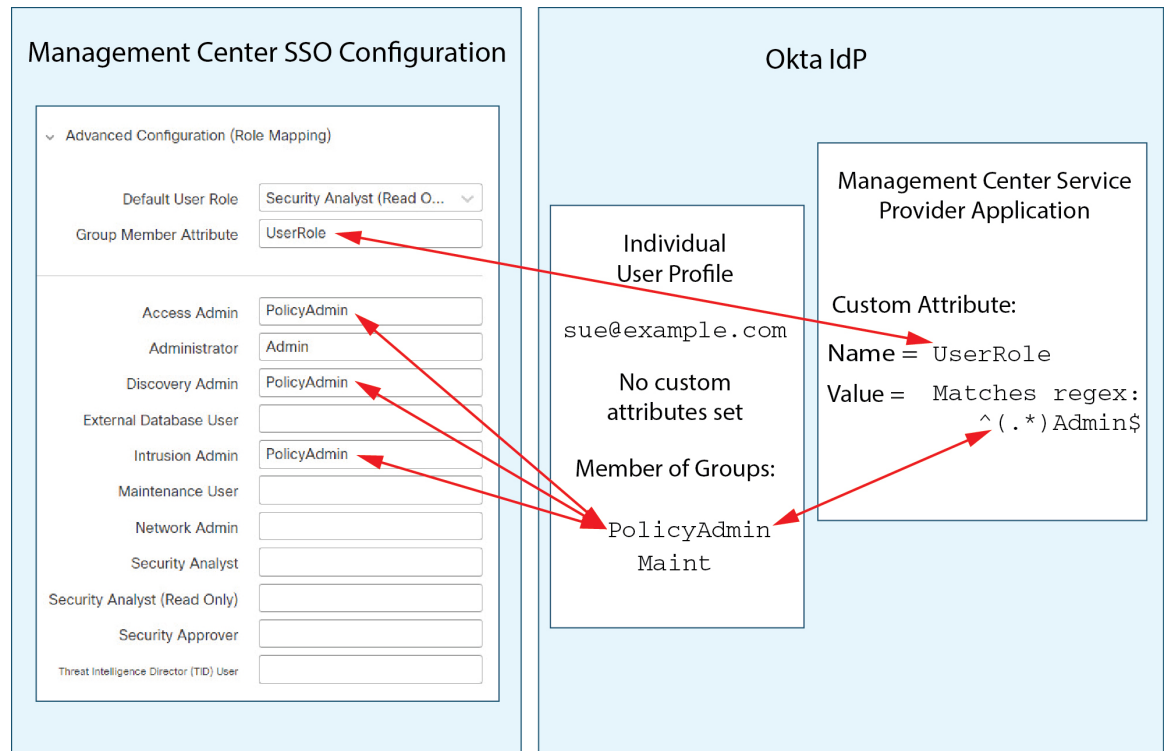 Management Center SSO Configuration
Advanced Configuration (Role Mapping)
Default User Role Security Analyst (Read O...
Group Member Attribute UserRole
Access Admin PolicyAdmin
Administrator Admin
Discovery Admin PolicyAdmin
External Database User
Intrusion Admin PolicyAdmin
Maintenance User
Network Admin
Security Analyst
Security Analyst (Read Only)
Security Approver
Threat Intelligence Director (TID) User
Okta IdP
Individual
User Profile
sue@example.com
No custom
attributes set
Member of Groups:
PolicyAdmin
Maint
Management Center Service
Provider Application
Custom Attribute:
Name = UserRole
Value = Matches regex:
^(.*)Admin$